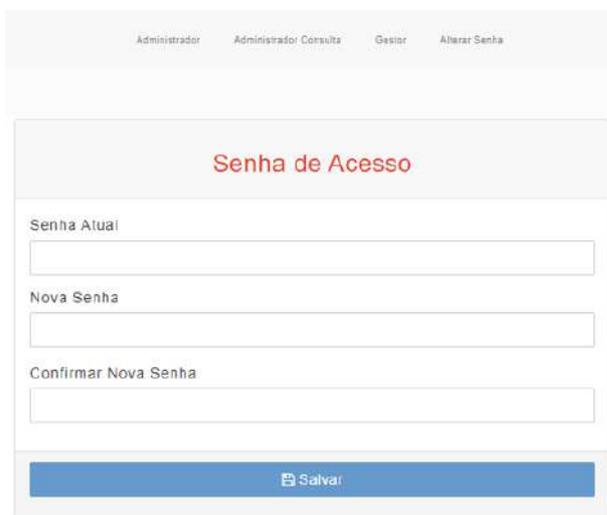 Administrador Administrador Consulta Gestor Alterar Senha
Senha de Acesso
Senha Atual
Nova Senha
Confirmar Nova Senha
Salvar